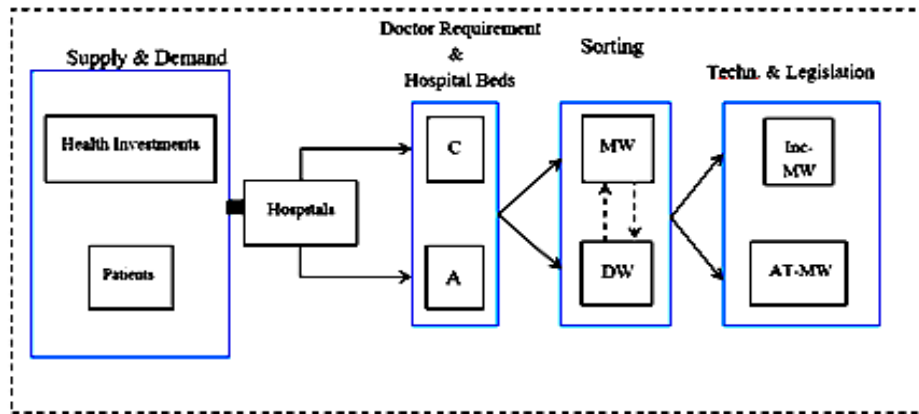 Supply & Demand
Health Investments
Patients
Hospitals
Doctor Requirement
&
Hospital Beds
C
A
Sorting
MW
DW
Techn. & Legislation
Inc-
MW
AT-MW